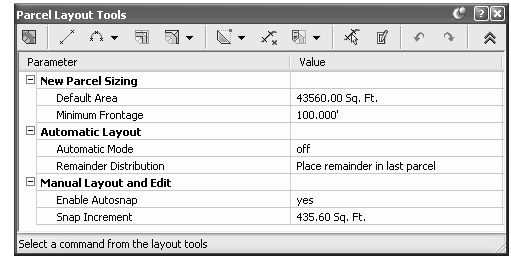 Parcel Layout Tools
Parameter Value
New Parcel Sizing
Default Area 43560.00 Sq. Ft.
Minimum Frontage 100.000'
Automatic Layout
Automatic Mode off
Remainder Distribution Place remainder in last parcel
Manual Layout and Edit
Enable Autosnap yes
Snap Increment 435.60 Sq. Ft.
Select a command from the layout tools